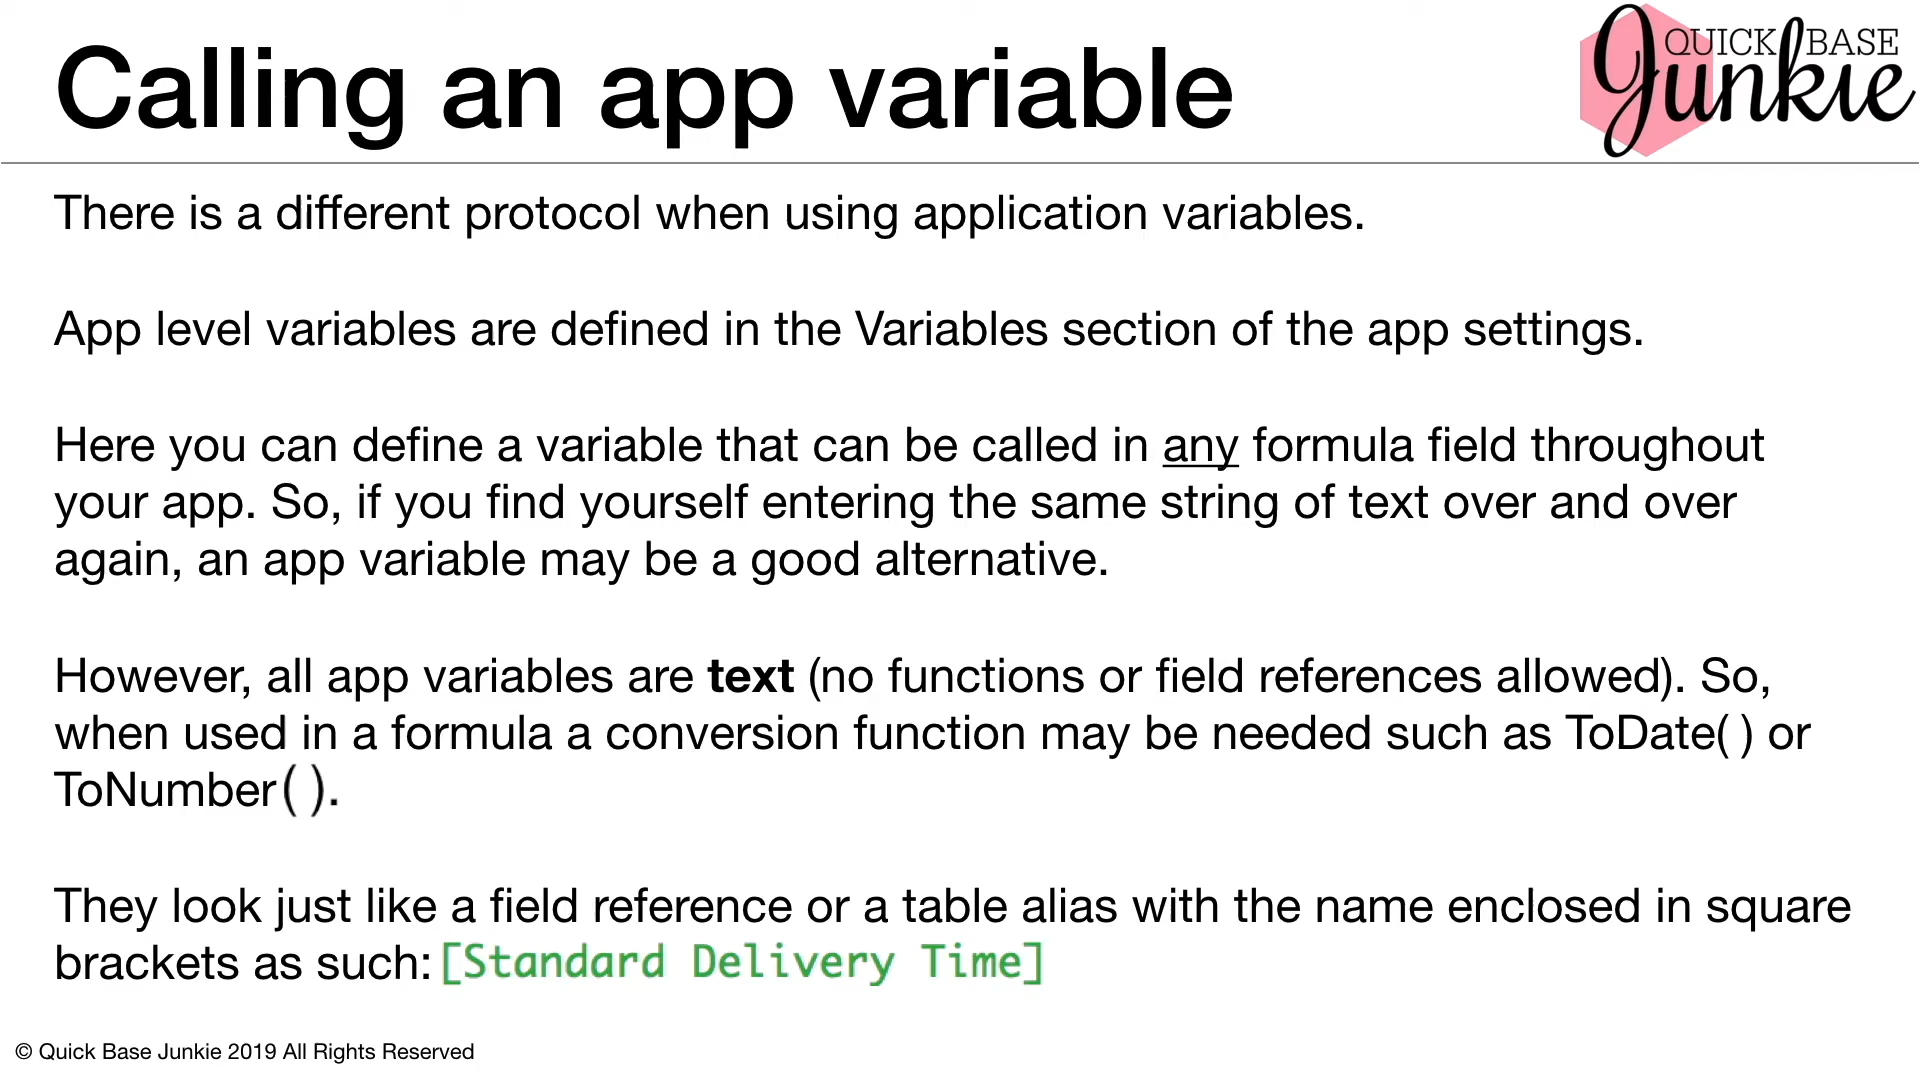 Calling an app variable
QUICK BASE
Junkie
There is a different protocol when using application variables.
App level variables are defined in the Variables section of the app settings.
Here you can define a variable that can be called in any formula field throughout
your app. So, if you find yourself entering the same string of text over and over
again, an app variable may be a good alternative.
However, all app variables are text (no functions or field references allowed). So,
when used in a formula a conversion function may be needed such as ToDate( ) or
ToNumber( ).
They look just like a field reference or a table alias with the name enclosed in square
brackets as such: [Standard Delivery Time]
© Quick Base Junkie 2019 All Rights Reserved